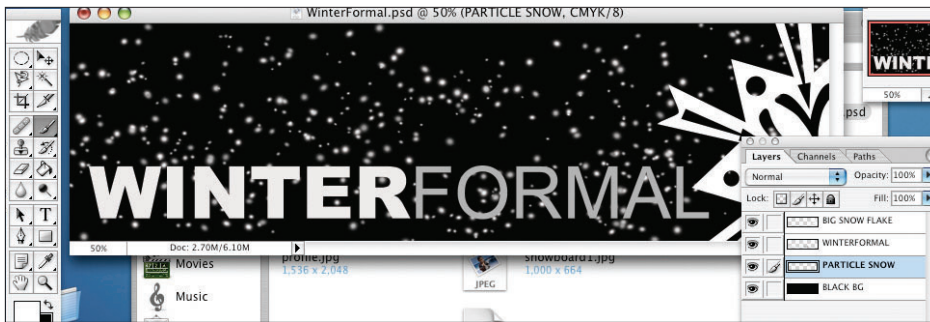 WinterFormal.psd @ 50% (PARTICLE SNOW, CMYK/8)
WINTERFORMAL
50% Doc: 2.70M/6.10M
WINTE
50%
.psd
Layers Channels Paths
Normal Opacity: 100%
Lock: Fill: 100%
BIG SNOW FLAKE
WINTERFORMAL
PARTICLE SNOW
BLACK BG
T
Movies
Music
profile.jpg
1,536 x 2,048
JPEG
snowboard1.jpg
1,000 x 664